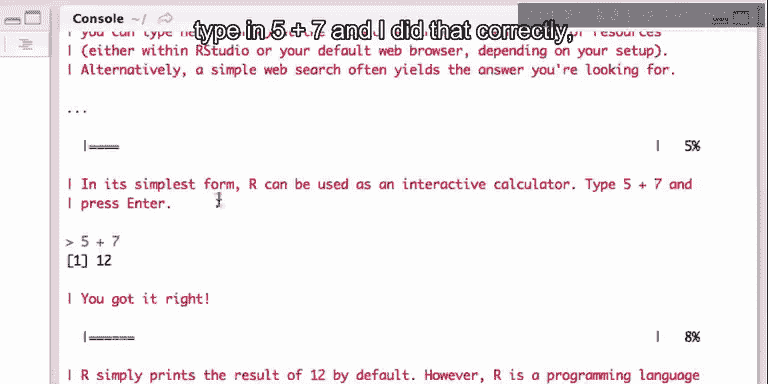 Console ~/
type in 5 + 7 and I did that correctly,
| (either within RStudio or your default web browser, depending on your setup).
| Alternatively, a simple web search often yields the answer you're looking for.
...
|==== | 5%
| In its simplest form, R can be used as an interactive calculator. Type 5 + 7 and
| press Enter.
> 5 + 7
[1] 12
| You got it right!
|====== | 8%
| R simply prints the result of 12 by default. However, R is a programming language